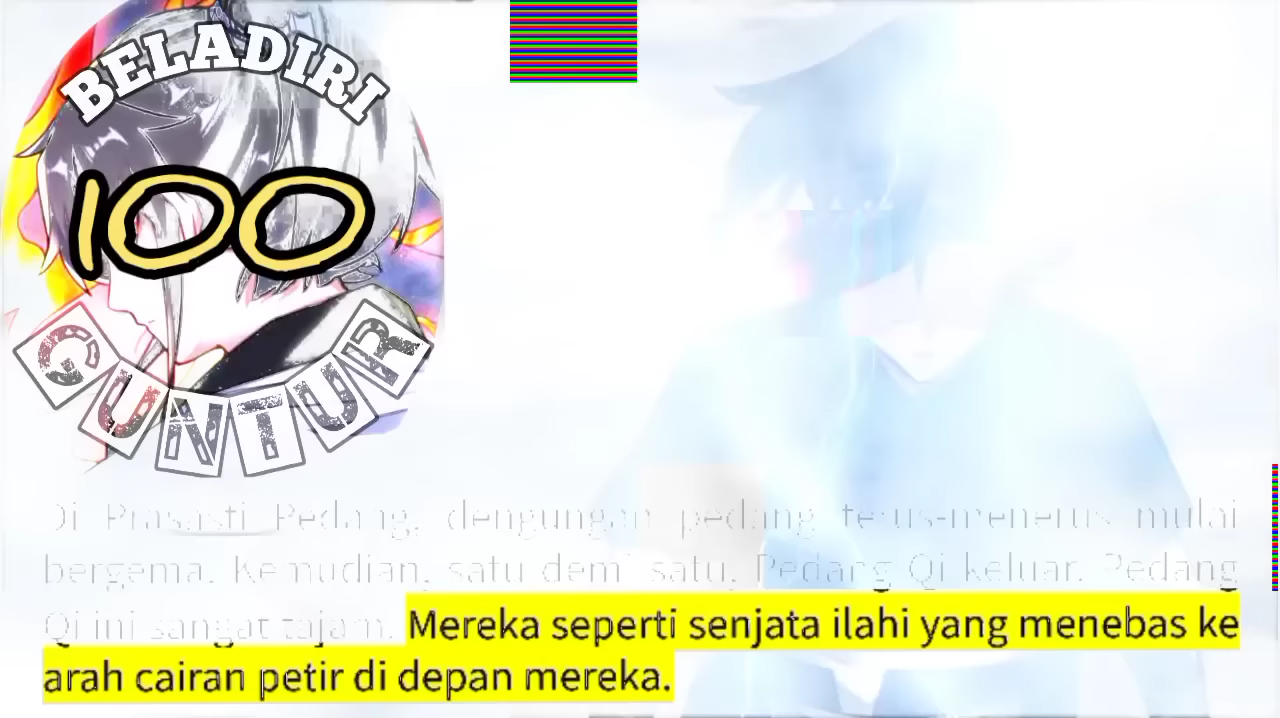 BELADIRI
100
GUNTUR
Di Prasasti Pedang, dengungan pedang terus-menerus mulai
bergema. Kemudian, satu demi satu, Pedang Qi keluar. Pedang
Qi ini sangat tajam. Mereka seperti senjata ilahi yang menebas ke
arah cairan petir di depan mereka.